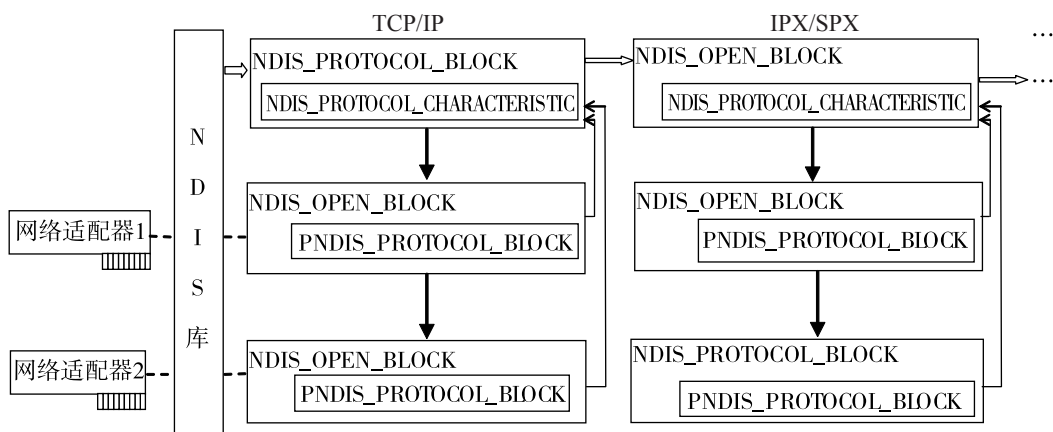 TCP/IP
IPX/SPX
...
NDIS_PROTOCOL_BLOCK
NDIS_PROTOCOL_CHARACTERISTIC
NDIS_OPEN_BLOCK
NDIS_PROTOCOL_CHARACTERISTIC
...
N
D
I
S
库
网络适配器1
网络适配器2
NDIS_OPEN_BLOCK
PNDIS_PROTOCOL_BLOCK
NDIS_OPEN_BLOCK
PNDIS_PROTOCOL_BLOCK
NDIS_OPEN_BLOCK
PNDIS_PROTOCOL_BLOCK
NDIS_PROTOCOL_BLOCK
PNDIS_PROTOCOL_BLOCK